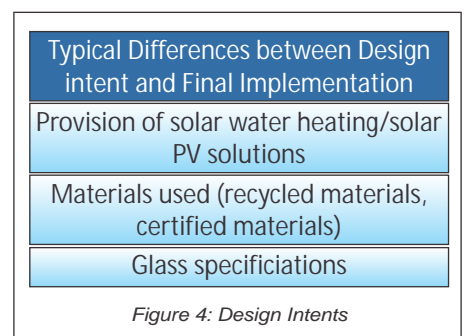 Typical Differences between Design
intent and Final Implementation
Provision of solar water heating/solar
PV solutions
Materials used (recycled materials,
certified materials)
Glass specificiations
Figure 4: Design Intents